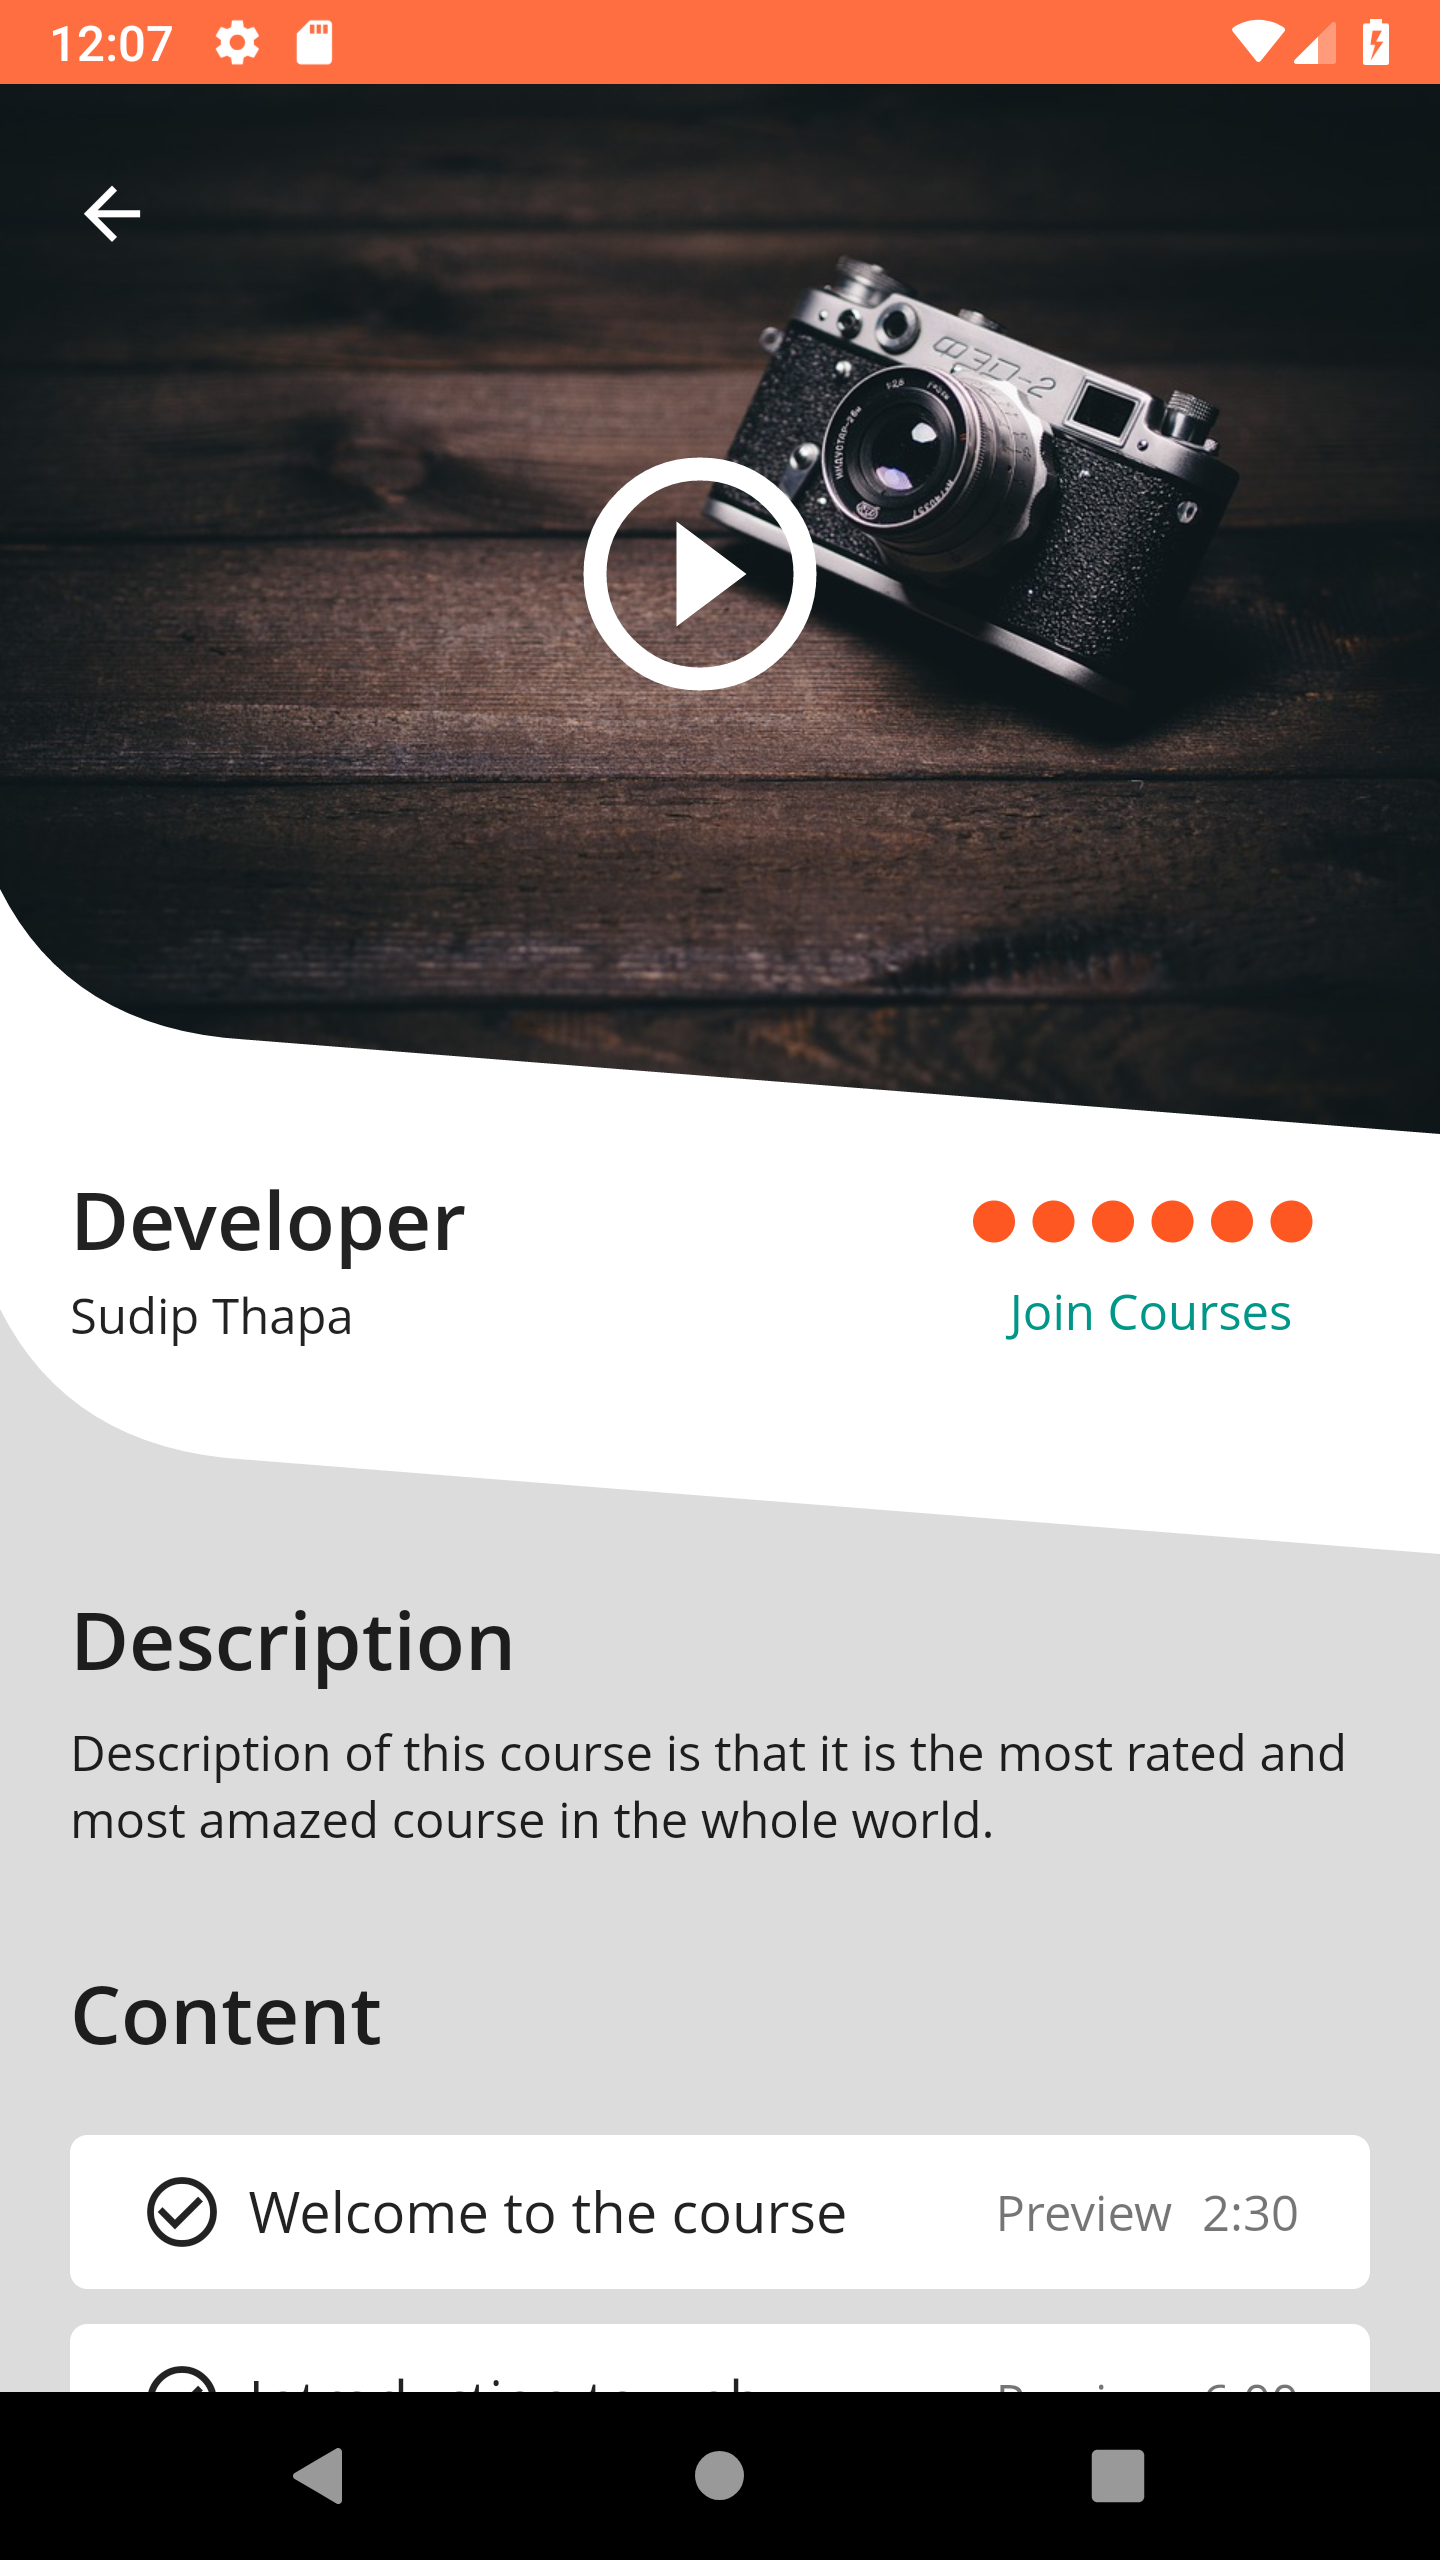 12:07
ФЭД-2
Developer
Sudip Thapa
Join Courses
Description
Description of this course is that it is the most rated and
most amazed course in the whole world.
Content
Welcome to the course Preview 2:30